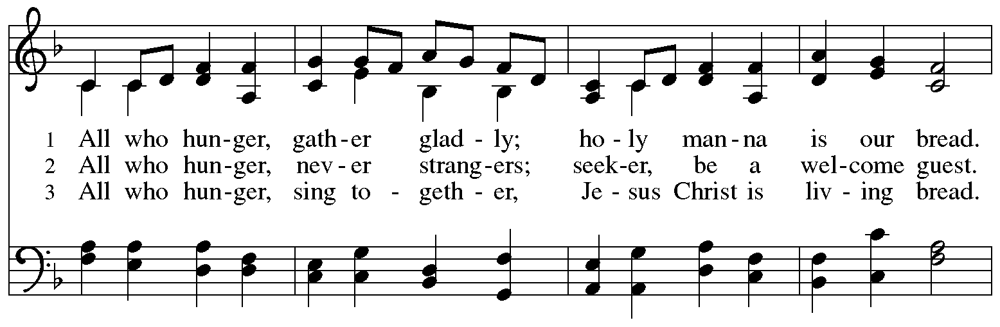 1 All who hun-ger, gath-er glad - ly; ho - ly man-na is our bread.
2 All who hun-ger, nev - er strang-ers; seek-er, be a wel-come guest.
3 All who hun-ger, sing to - geth - er, Je - sus Christ is liv - ing bread.